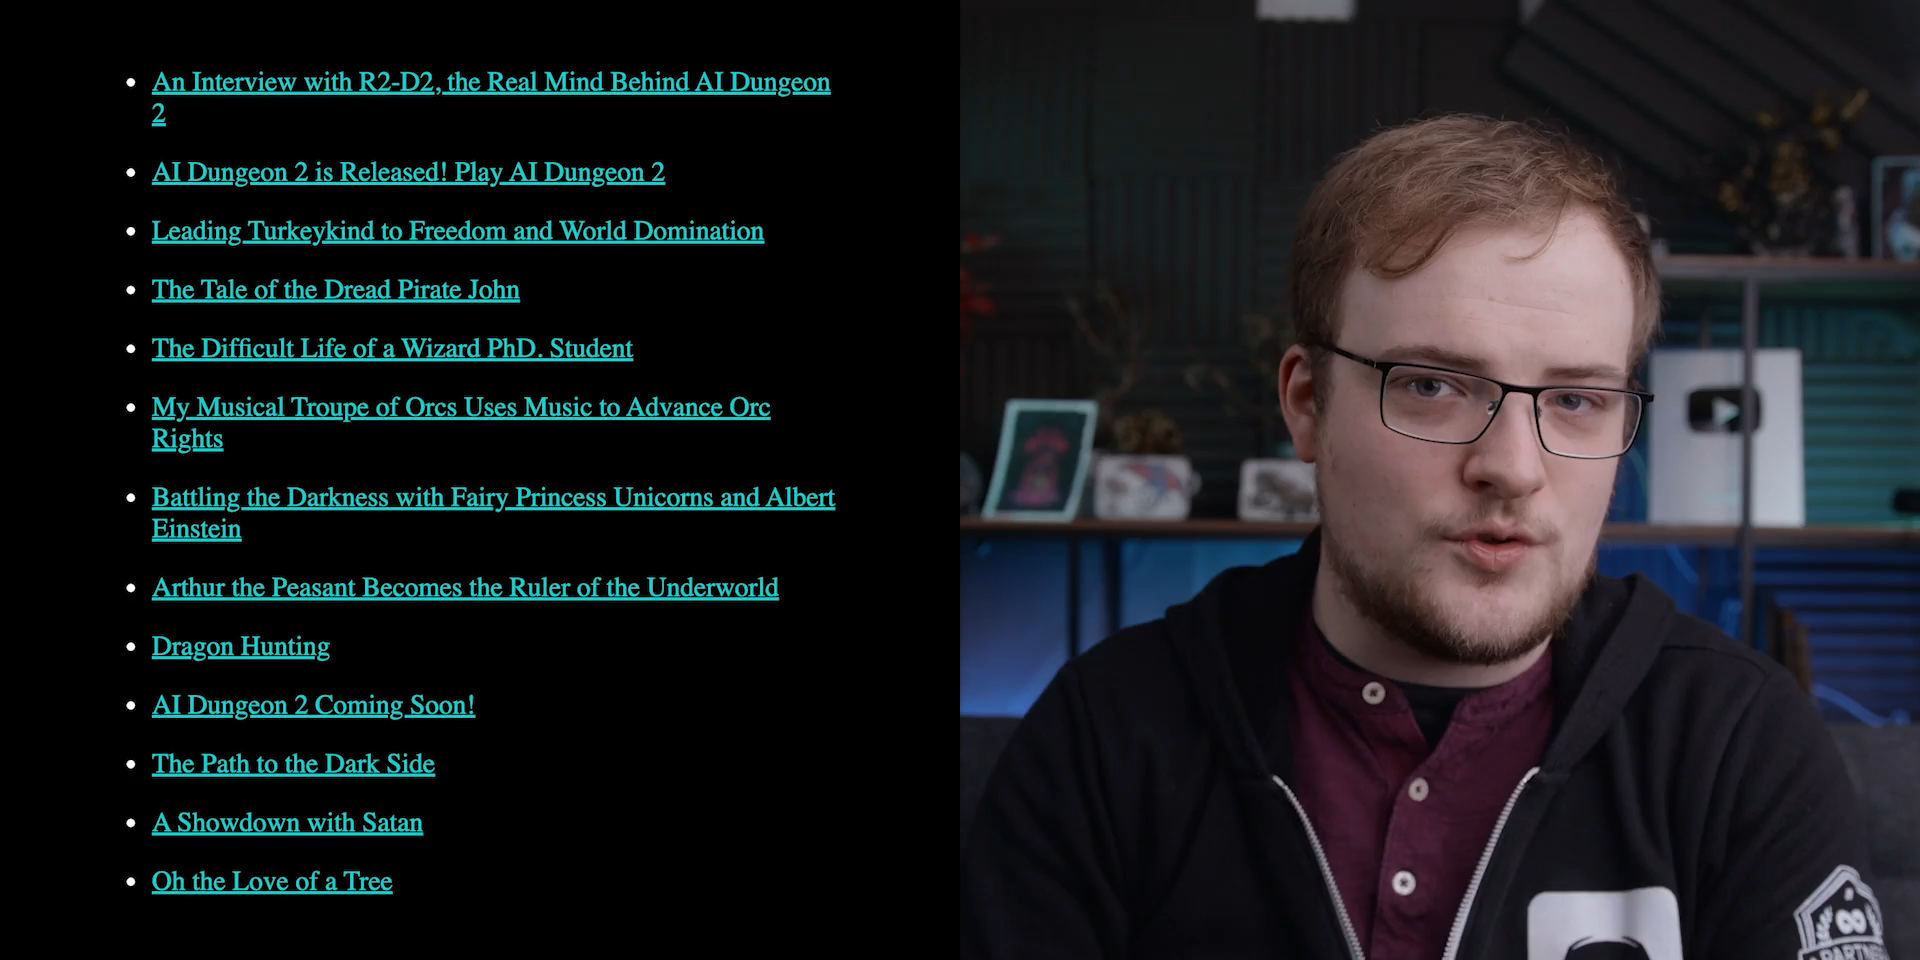 An Interview with R2-D2, the Real Mind Behind AI Dungeon
2
AI Dungeon 2 is Released! Play AI Dungeon 2
Leading Turkeykind to Freedom and World Domination
The Tale of the Dread Pirate John
The Difficult Life of a Wizard PhD. Student
My Musical Troupe of Orcs Uses Music to Advance Orc
Rights
Battling the Darkness with Fairy Princess Unicorns and Albert
Einstein
Arthur the Peasant Becomes the Ruler of the Underworld
Dragon Hunting
AI Dungeon 2 Coming Soon!
The Path to the Dark Side
A Showdown with Satan
Oh the Love of a Tree